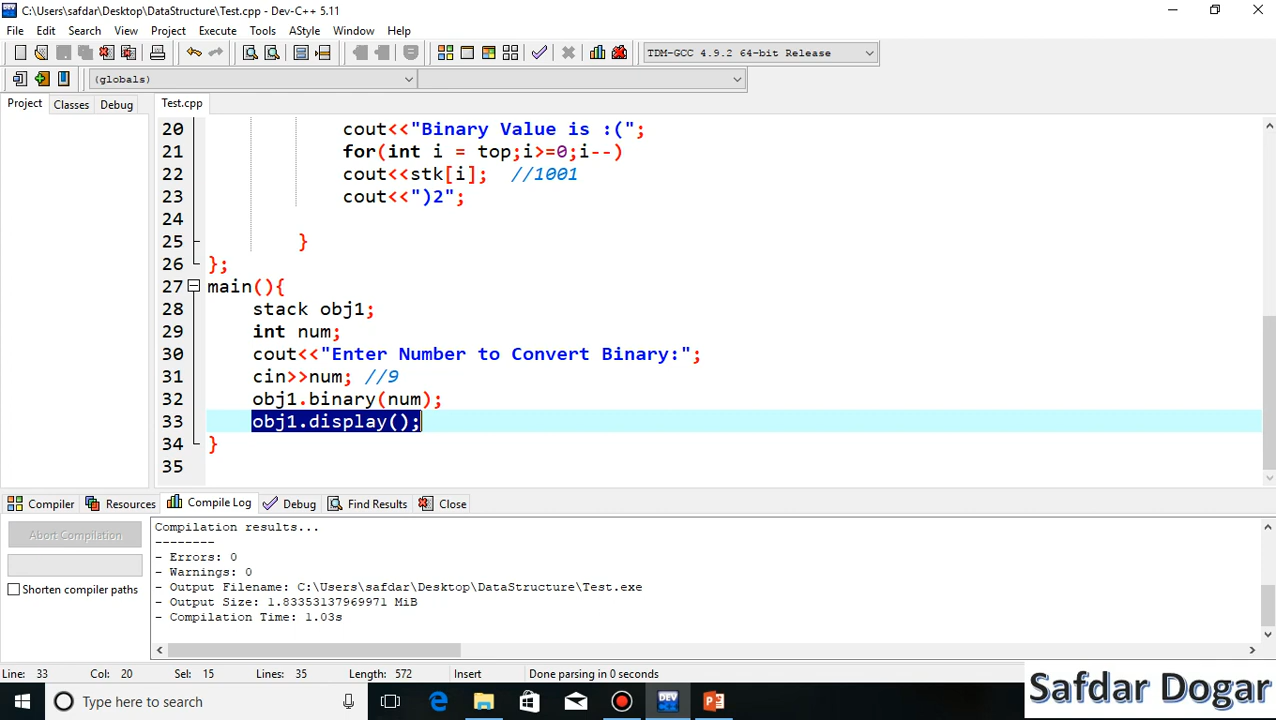 C:\Users\safdar\Desktop\DataStructure\Test.cpp - Dev-C++ 5.11
File Edit Search View Project Execute Tools AStyle Window Help
TDM-GCC 4.9.2 64-bit Release
(globals)
Project Classes Debug Test.cpp
20 cout<<"Binary Value is :(";
21 for(int i = top;i>=0;i--)
22 cout<<stk[i]; //1001
23 cout<<")2";
24
25 }
26 };
27 main(){
28 stack obj1;
29 int num;
30 cout<<"Enter Number to Convert Binary:";
31 cin>>num; //9
32 obj1.binary(num);
33 obj1.display();
34 }
35
Compiler Resources Compile Log Debug Find Results Close
Abort Compilation
Shorten compiler paths
Compilation results...
--------
- Errors: 0
- Warnings: 0
- Output Filename: C:\Users\safdar\Desktop\DataStructure\Test.exe
- Output Size: 1.83353137969971 MiB
- Compilation Time: 1.03s
Line: 33 Col: 20 Sel: 15 Lines: 35 Length: 572 Insert Done parsing in 0 seconds
Type here to search
DEV
Safdar Dogar